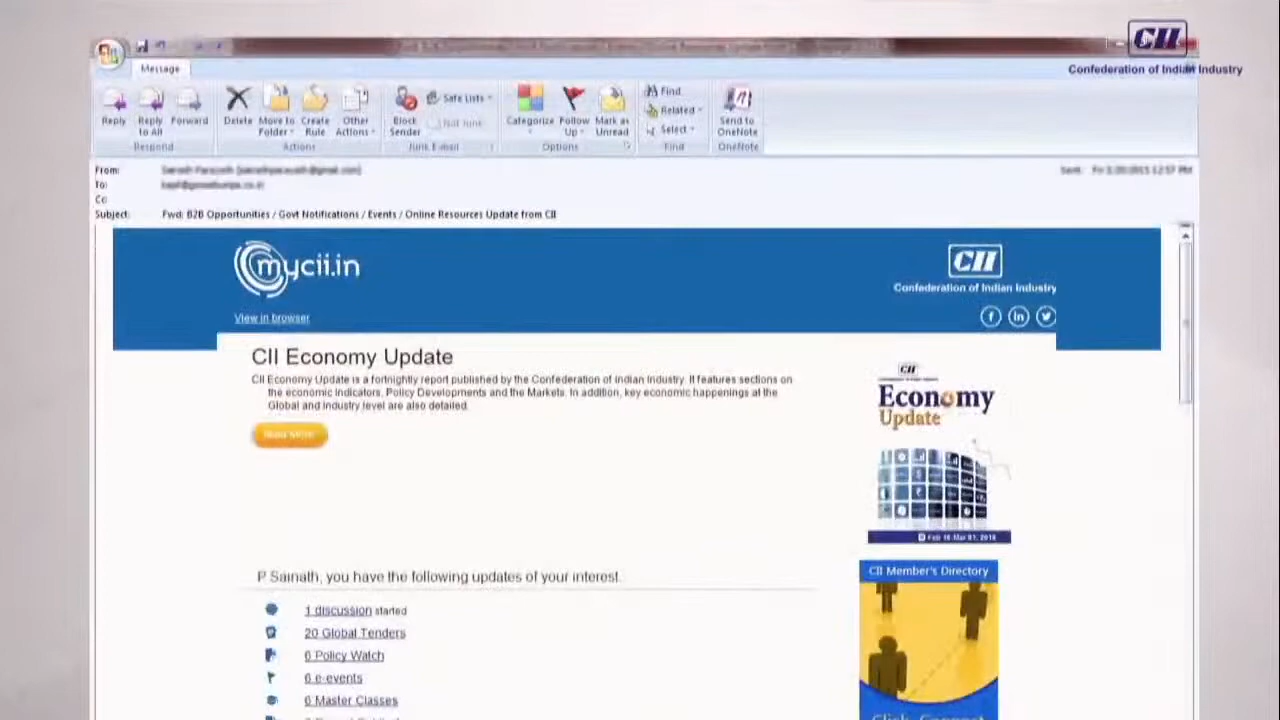 CII
Confederation of Indian Industry
Message
Reply
Reply to All
Forward
Respond
Delete
Move to Folder
Create Rule
Other Actions
Actions
Block Sender
Safe Lists
Not Junk
Junk E-mail
Categorize
Follow Up
Mark as Unread
Options
Find
Related
Select
Find
Send to OneNote
OneNote
From:
To:
Cc
Subject: Fwd: B2B Opportunities / Govt Notifications / Events / Online Resources Update from CII
mycii.in
CII
Confederation of Indian Industry
View in browser
f in
CII Economy Update
CII Economy Update is a fortnightly report published by the Confederation of Indian Industry. It features sections on
the economic indicators, Policy Developments and the Markets. In addition, key economic happenings at the
Global and Industry level are also detailed.
Read More
CII
Economy
Update
P Sainath, you have the following updates of your interest.
1 discussion started
20 Global Tenders
6 Policy Watch
6 e-events
6 Master Classes
CII Member's Directory
Click, Connect